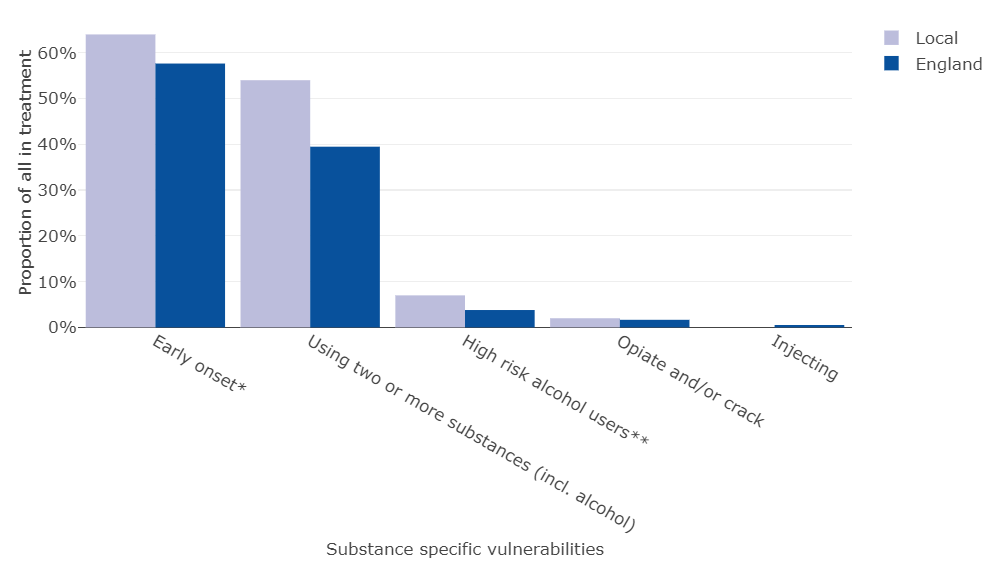 Local
England
Proportion of all in treatment
60%
50%
40%
30%
20%
10%
0%
Early onset*
Using two or more substances (incl. alcohol)
High risk alcohol users**
Opiate and/or crack
Injecting
Substance specific vulnerabilities